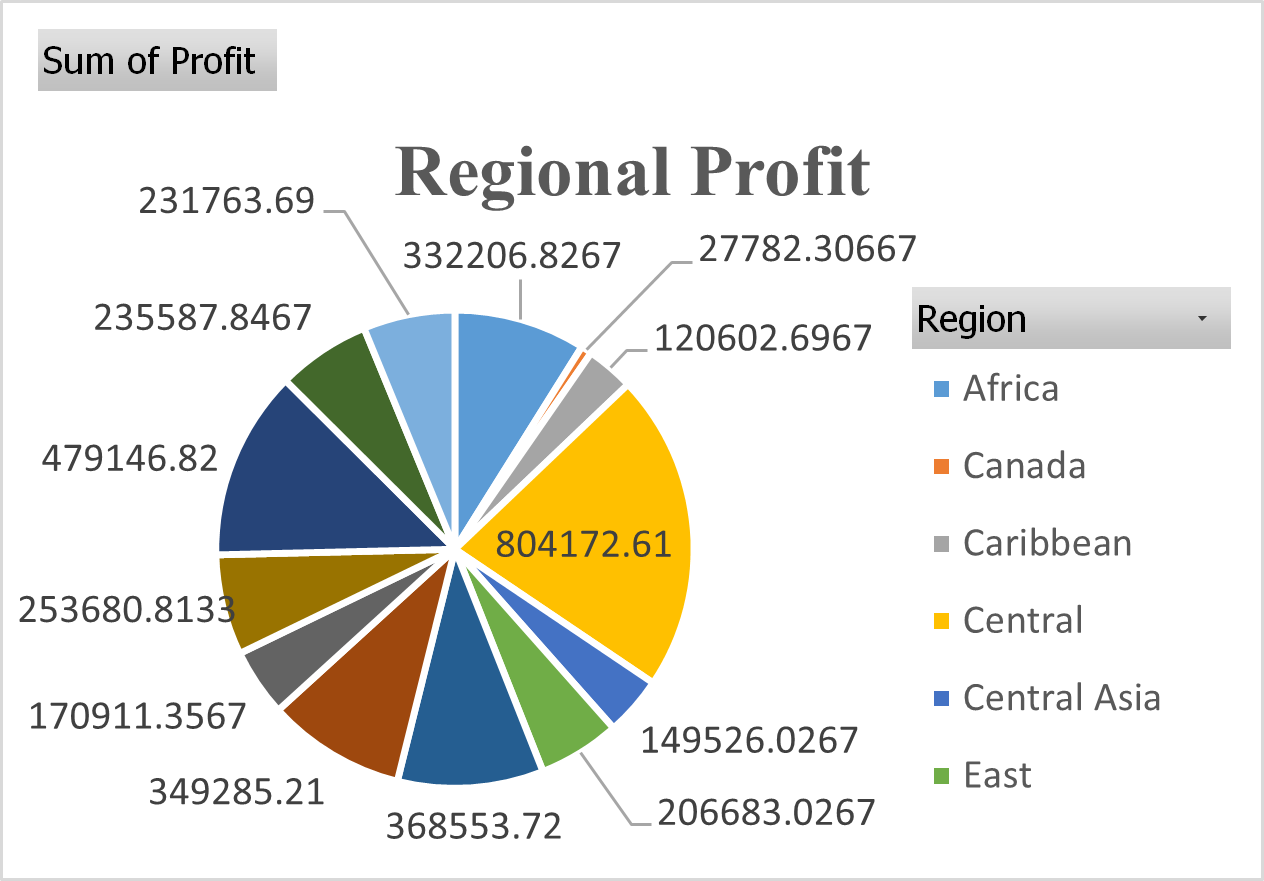 Sum of Profit
Regional Profit
231763.69
332206.8267
27782.30667
235587.8467
120602.6967
479146.82
804172.61
253680.8133
170911.3567
149526.0267
349285.21
206683.0267
368553.72
Region
Africa
Canada
Caribbean
Central
Central Asia
East